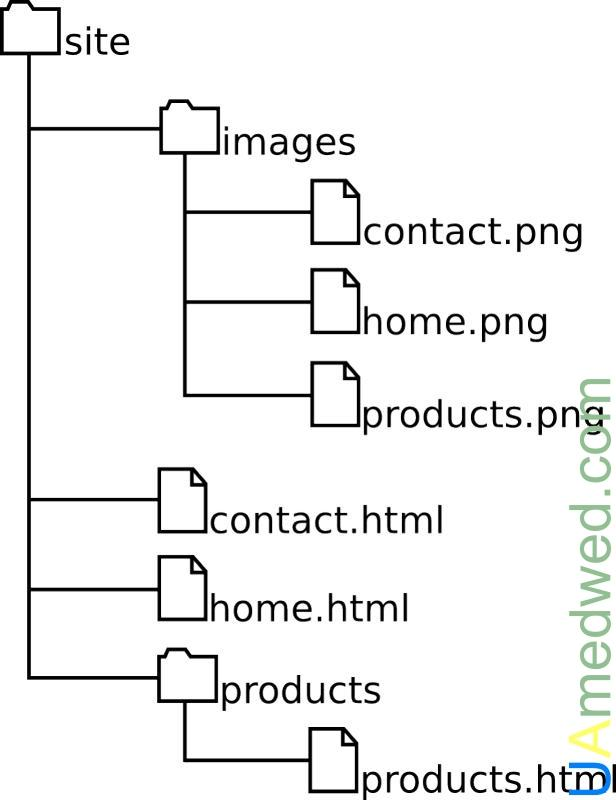 site
images
contact.png
home.png
products.png
contact.html
home.html
products
products.html
UAmedwed.com